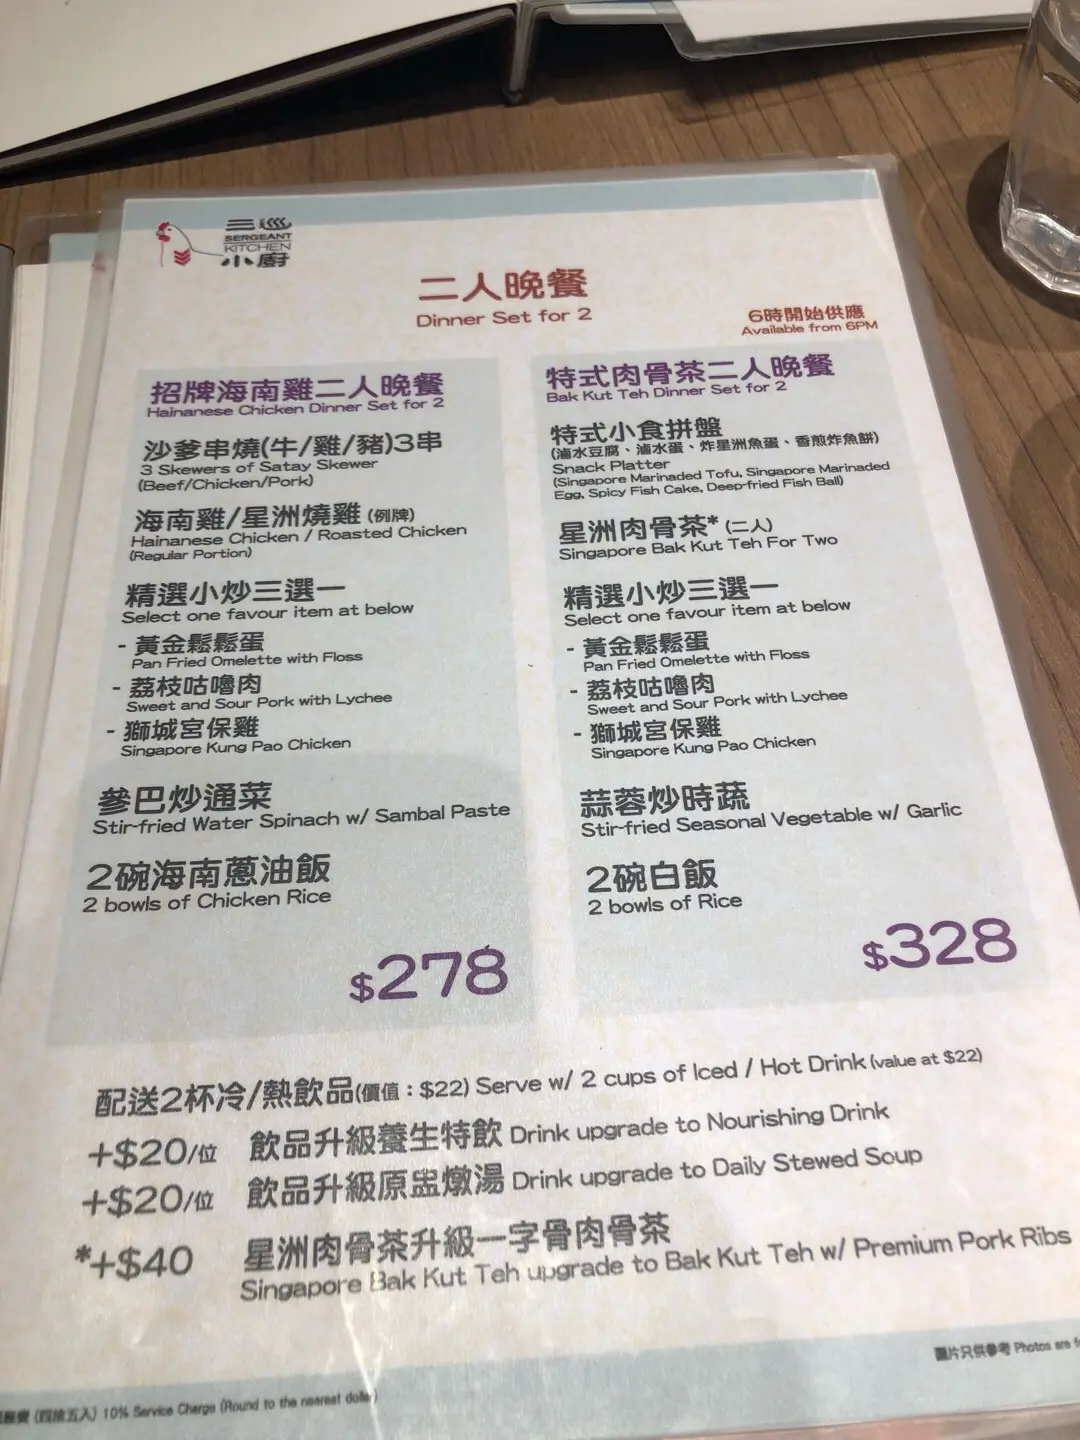 三巡
SERGEANT
KITCHEN
小廚
二人晚餐
Dinner Set for 2
6時開始供應
Available from 6PM
招牌海南雞二人晚餐
Hainanese Chicken Dinner Set for 2
沙爹串燒(牛/雞/豬)3串
3 Skewers of Satay Skewer
(Beef/Chicken/Pork)
海南雞/星洲燒雞 (例牌)
Hainanese Chicken / Roasted Chicken
(Regular Portion)
精選小炒三選一
Select one favour item at below
- 黃金鬆鬆蛋
Pan Fried Omelette with Floss
- 荔枝咕嚕肉
Sweet and Sour Pork with Lychee
- 獅城宮保雞
Singapore Kung Pao Chicken
參巴炒通菜
Stir-fried Water Spinach w/ Sambal Paste
2碗海南蔥油飯
2 bowls of Chicken Rice
$278
特式肉骨茶二人晚餐
Bak Kut Teh Dinner Set for 2
特式小食拼盤
(滷水豆腐、滷水蛋、炸星洲魚蛋、香煎炸魚餅)
Snack Platter
(Singapore Marinaded Tofu, Singapore Marinaded
Egg, Spicy Fish Cake, Deep-fried Fish Ball)
星洲肉骨茶* (二人)
Singapore Bak Kut Teh For Two
精選小炒三選一
Select one favour item at below
- 黃金鬆鬆蛋
Pan Fried Omelette with Floss
- 荔枝咕嚕肉
Sweet and Sour Pork with Lychee
- 獅城宮保雞
Singapore Kung Pao Chicken
蒜蓉炒時蔬
Stir-fried Seasonal Vegetable w/ Garlic
2碗白飯
2 bowls of Rice
$328
配送2杯冷/熱飲品(價值：$22) Serve w/ 2 cups of Iced / Hot Drink (value at $22)
+$20/位 飲品升級養生特飲 Drink upgrade to Nourishing Drink
+$20/位 飲品升級原盅燉湯 Drink upgrade to Daily Stewed Soup
*+$40 星洲肉骨茶升級一字骨肉骨茶
Singapore Bak Kut Teh upgrade to Bak Kut Teh w/ Premium Pork Ribs
圖片只供參考 Photos are
(四捨五入) 10% Service Charge (Round to the nearest dollar)